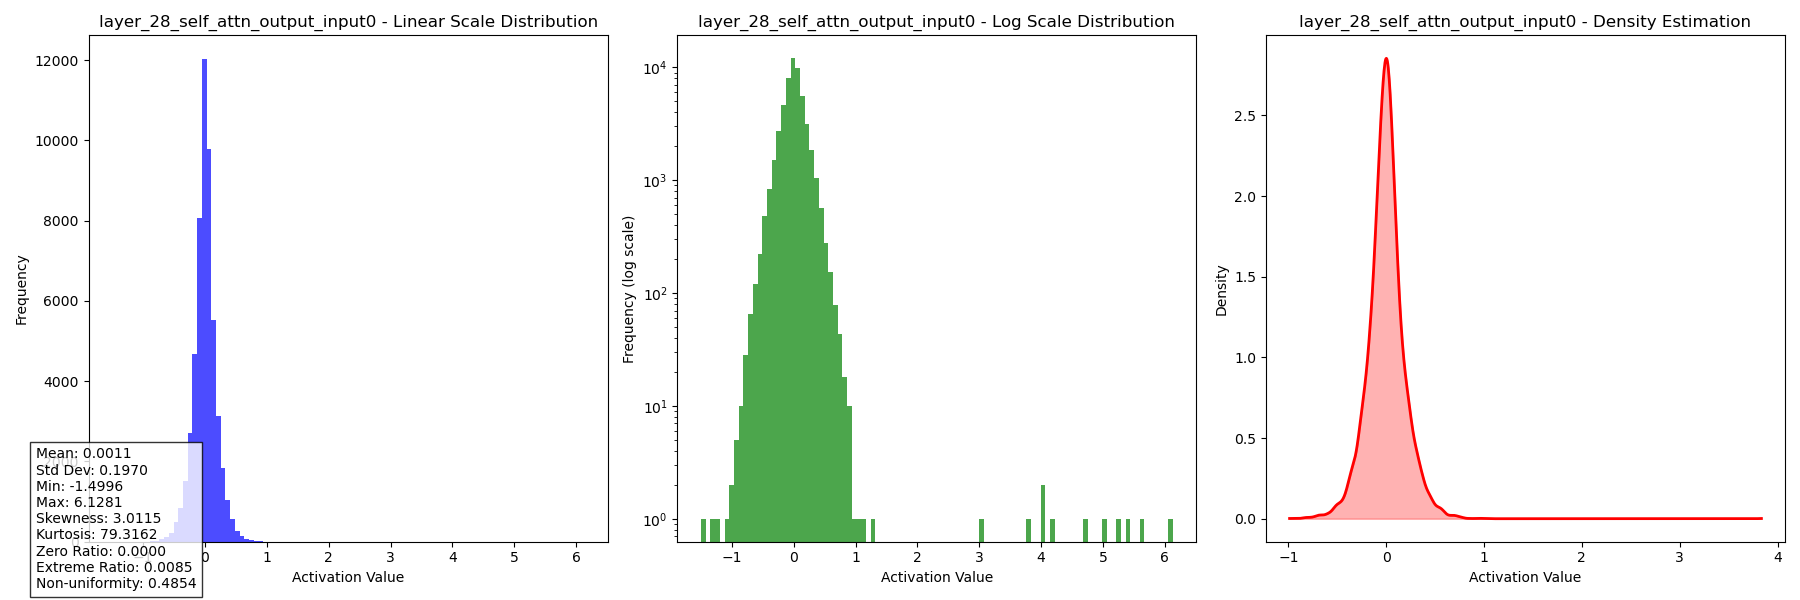 layer_28_self_attn_output_input0 - Linear Scale Distribution
12000
10000
8000
6000
4000
2000
0
Frequency
0 1 2 3 4 5 6
Activation Value
Mean: 0.0011
Std Dev: 0.1970
Min: -1.4996
Max: 6.1281
Skewness: 3.0115
Kurtosis: 79.3162
Zero Ratio: 0.0000
Extreme Ratio: 0.0085
Non-uniformity: 0.4854
layer_28_self_attn_output_input0 - Log Scale Distribution
10⁴
10³
10²
10¹
10⁰
Frequency (log scale)
−1 0 1 2 3 4 5 6
Activation Value
layer_28_self_attn_output_input0 - Density Estimation
2.5
2.0
1.5
1.0
0.5
0.0
Density
−1 0 1 2 3 4
Activation Value